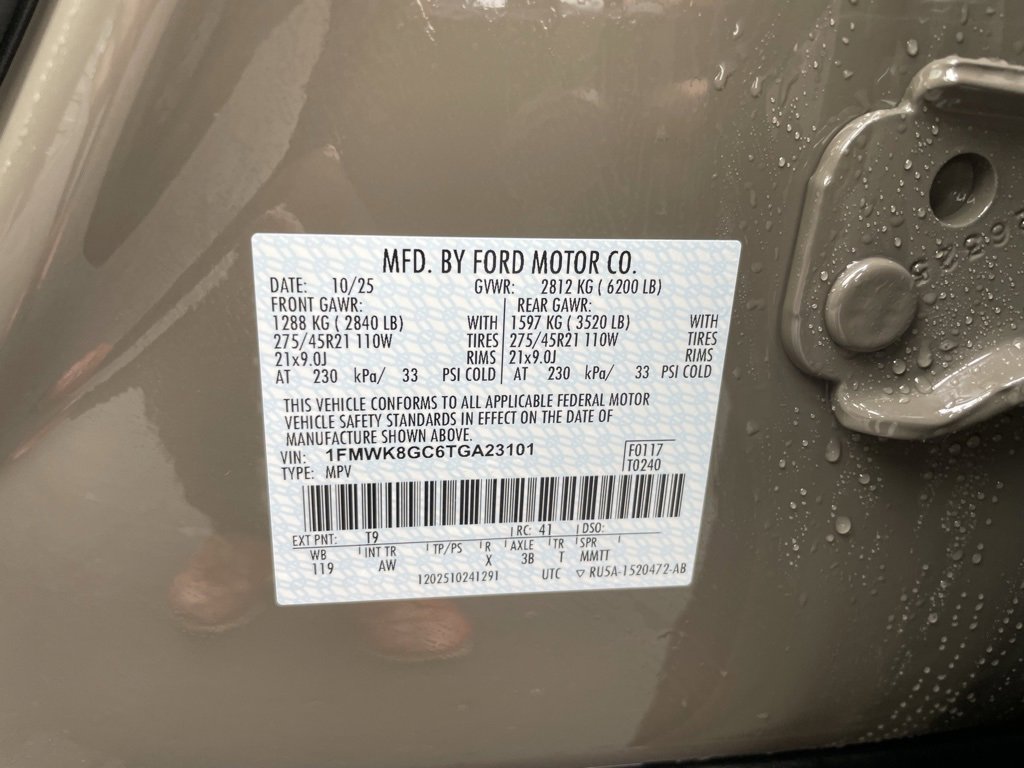 MFD. BY FORD MOTOR CO.
DATE: 10/25 GVWR: 2812 KG ( 6200 LB)
FRONT GAWR: REAR GAWR:
1288 KG ( 2840 LB) WITH 1597 KG ( 3520 LB) WITH
275/45R21 110W TIRES 275/45R21 110W TIRES
21x9.0J RIMS 21x9.0J RIMS
AT 230 kPa/ 33 PSI COLD AT 230 kPa/ 33 PSI COLD
THIS VEHICLE CONFORMS TO ALL APPLICABLE FEDERAL MOTOR
VEHICLE SAFETY STANDARDS IN EFFECT ON THE DATE OF
MANUFACTURE SHOWN ABOVE.
VIN: 1FMWK8GC6TGA23101 F0117
TYPE: MPV T0240
EXT PNT: T9 RC: 41 DSO:
WB INT TR TP/PS R AXLE TR SPR
119 AW X 3B T MMTT
1202510241291 UTC ▽ RU5A-1520472-AB